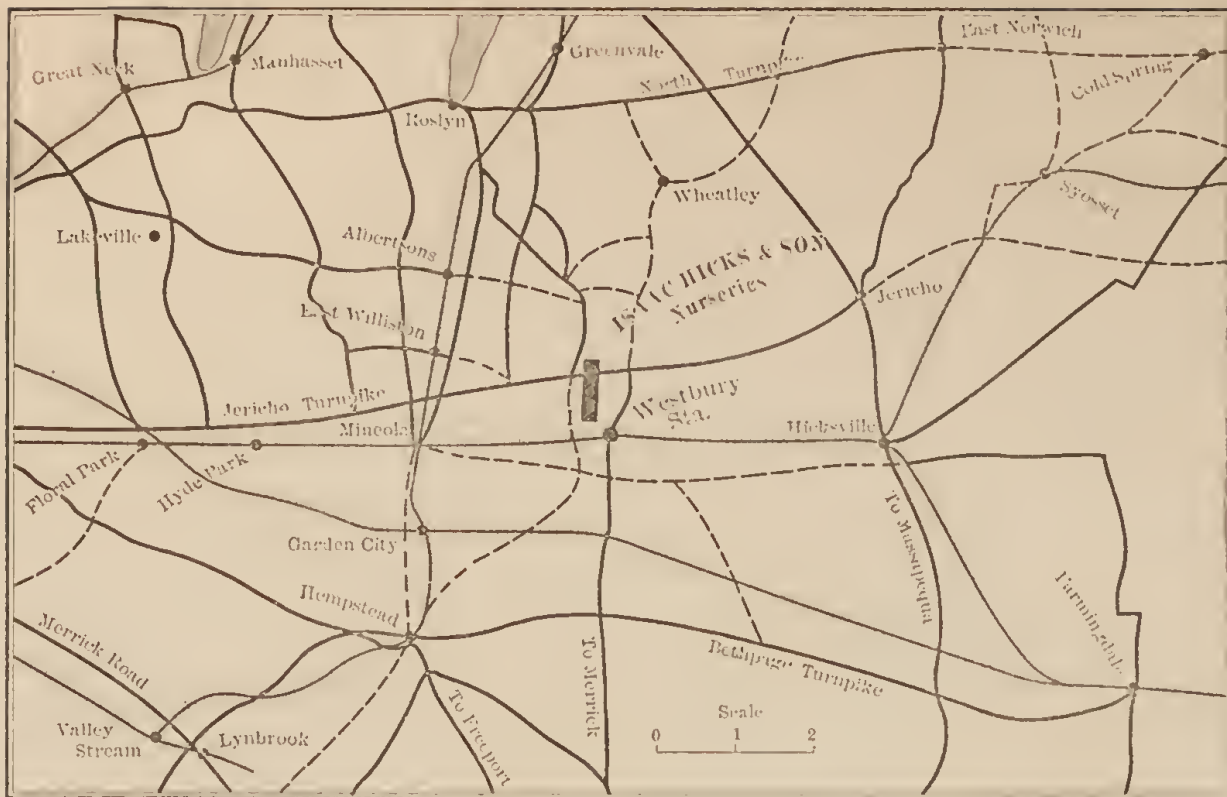 East Norwich
Greenvale
Great Neck
Manhasset
North Turnpike
Cold Spring
Roslyn
Wheatley
Syosset
Lakeville
Albertsons
ISAAC HICKS & SON
Nurseries
Jericho
East Williston
Jericho Turnpike
Westbury
Sta.
Mineola
Hicksville
Floral Park
Hyde Park
Garden City
To Massapequa
Hempstead
Farmingdale
Merrick Road
To Merrick
Bethpage Turnpike
Valley
Stream
Lynbrook
To Freeport
Scale
0 1 2